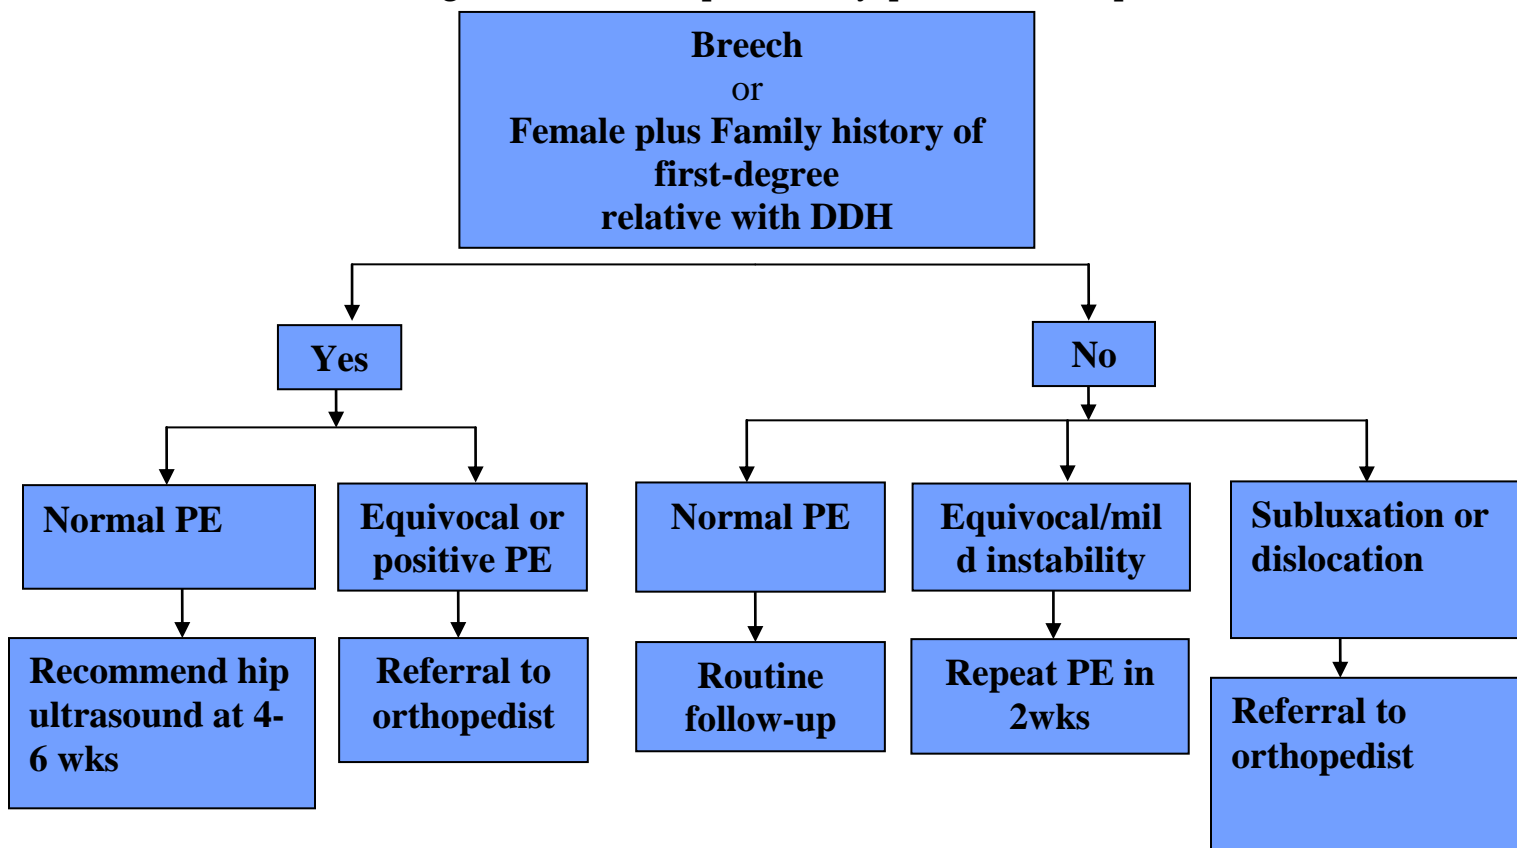 Breech
or
Female plus Family history of
first-degree
relative with DDH
Yes
No
Normal PE
Equivocal or
positive PE
Normal PE
Equivocal/mil
d instability
Subluxation or
dislocation
Recommend hip
ultrasound at 4-
6 wks
Referral to
orthopedist
Routine
follow-up
Repeat PE in
2wks
Referral to
orthopedist